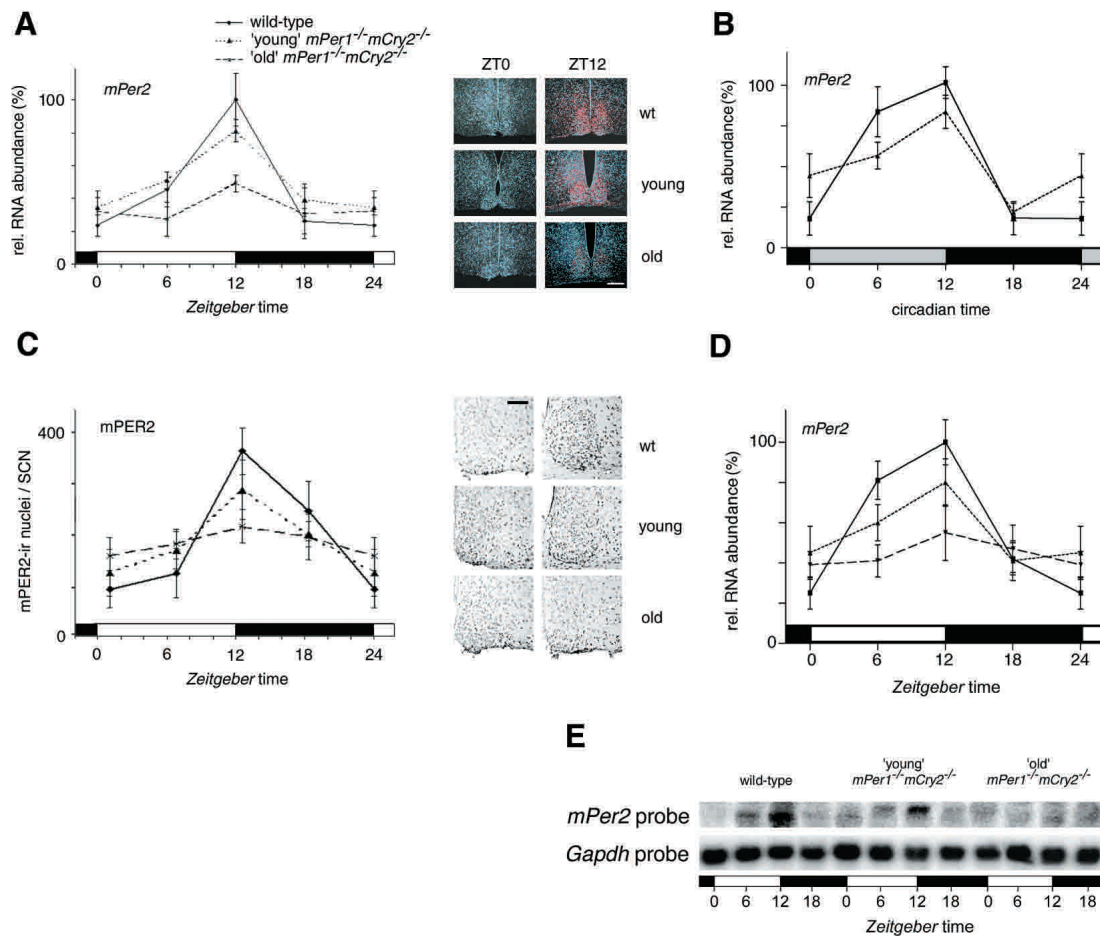 A
wild-type
'young' mPer1-/-mCry2-/-
'old' mPer1-/-mCry2-/-
mPer2
rel. RNA abundance (%)
100
0
0 6 12 18 24
Zeitgeber time
ZT0 ZT12
wt
young
old
B
mPer2
rel. RNA abundance (%)
100
0
0 6 12 18 24
circadian time
C
mPER2
mPER2-ir nuclei / SCN
400
0
0 6 12 18 24
Zeitgeber time
wt
young
old
D
mPer2
rel. RNA abundance (%)
100
0
0 6 12 18 24
Zeitgeber time
E
wild-type
'young'
mPer1-/-mCry2-/-
'old'
mPer1-/-mCry2-/-
mPer2 probe
Gapdh probe
0 6 12 18 0 6 12 18 0 6 12 18
Zeitgeber time